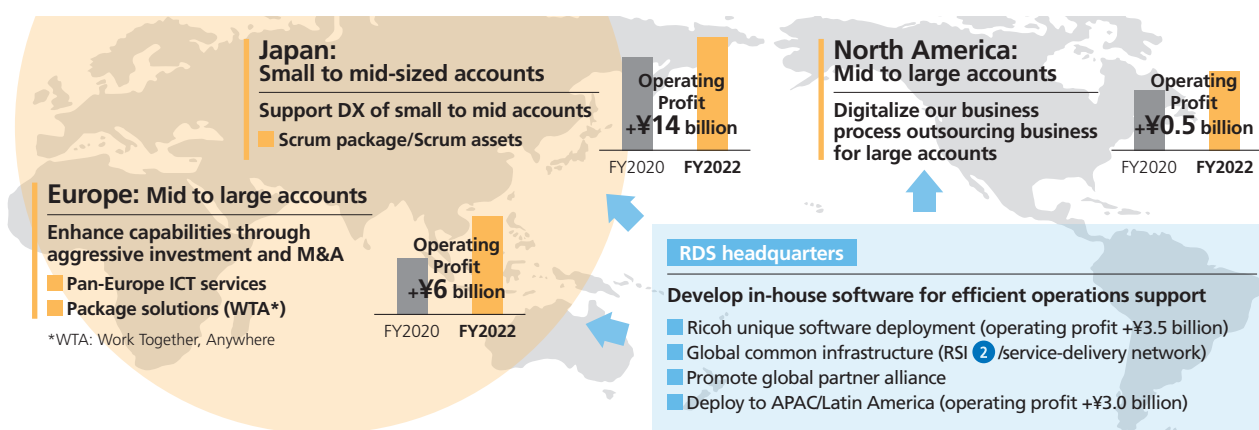 Japan:
Small to mid-sized accounts
Support DX of small to mid accounts
Scrum package/Scrum assets
Operating
Profit
+¥14 billion
FY2020 FY2022
North America:
Mid to large accounts
Digitalize our business
process outsourcing business
for large accounts
Operating
Profit
+¥0.5 billion
FY2020 FY2022
Europe: Mid to large accounts
Enhance capabilities through
aggressive investment and M&A
Pan-Europe ICT services
Package solutions (WTA*)
*WTA: Work Together, Anywhere
Operating
Profit
+¥6 billion
FY2020 FY2022
RDS headquarters
Develop in-house software for efficient operations support
Ricoh unique software deployment (operating profit +¥3.5 billion)
Global common infrastructure (RSI 2 /service-delivery network)
Promote global partner alliance
Deploy to APAC/Latin America (operating profit +¥3.0 billion)